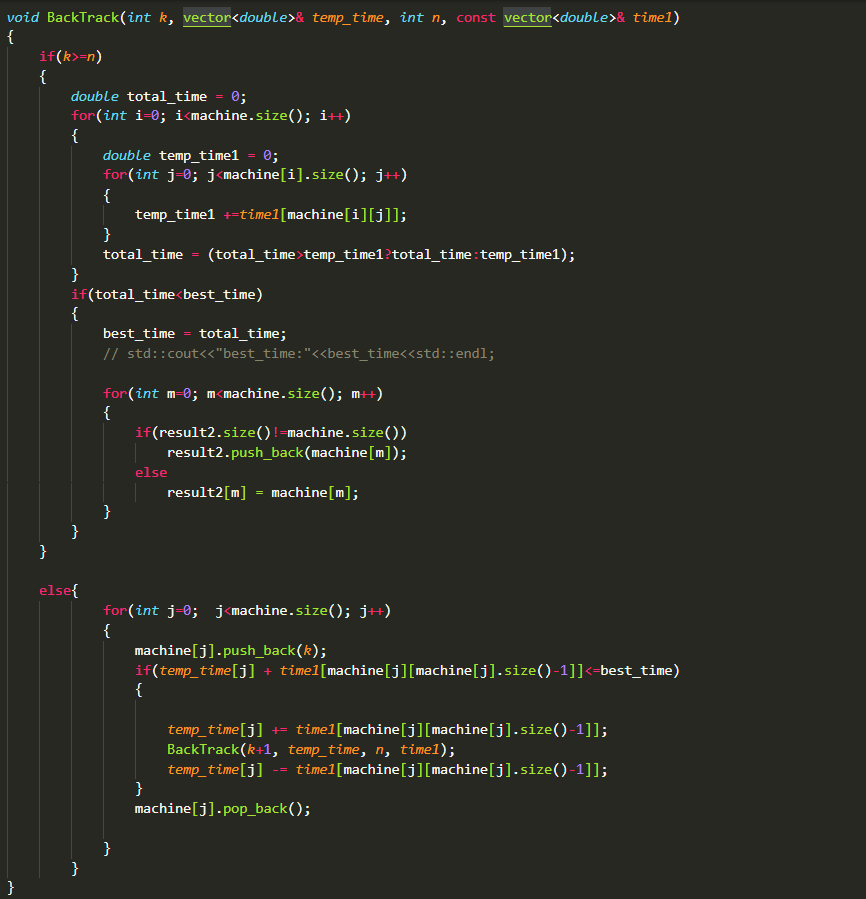 void BackTrack(int k, vector<double>& temp_time, int n, const vector<double>& time1)
{
    if(k>=n)
    {
        double total_time = 0;
        for(int i=0; i<machine.size(); i++)
        {
            double temp_time1 = 0;
            for(int j=0; j<machine[i].size(); j++)
            {
                temp_time1 +=time1[machine[i][j]];
            }
            total_time = (total_time>temp_time1?total_time:temp_time1);
        }
        if(total_time<best_time)
        {
            best_time = total_time;
            // std::cout<<"best_time:"<<best_time<<std::endl;
            for(int m=0; m<machine.size(); m++)
            {
                if(result2.size()!=machine.size())
                    result2.push_back(machine[m]);
                else
                    result2[m] = machine[m];
            }
        }
    }
    else{
            for(int j=0;  j<machine.size(); j++)
            {
                machine[j].push_back(k);
                if(temp_time[j] + time1[machine[j][machine[j].size()-1]]<=best_time)
                {
                    temp_time[j] += time1[machine[j][machine[j].size()-1]];
                    BackTrack(k+1, temp_time, n, time1);
                    temp_time[j] -= time1[machine[j][machine[j].size()-1]];
                }
                machine[j].pop_back();
            }
        }
}